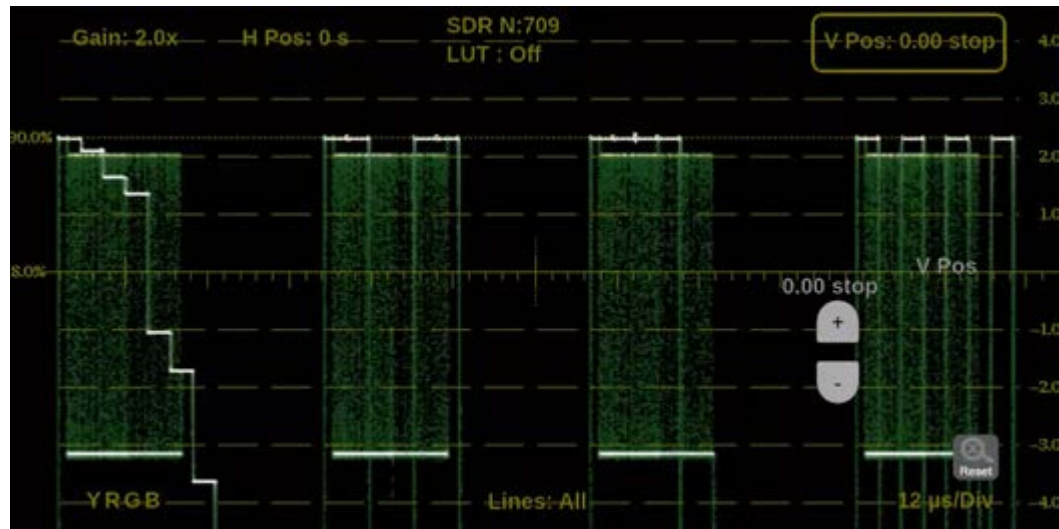 Gain: 2.0x
H Pos: 0 s
SDR N:709
LUT : Off
V Pos: 0.00 stop
4.0
3.0
90.0%
2.0
1.0
8.0%
V Pos
0.00 stop
+
-1.0
-
-2.0
-3.0
Reset
YRGB
Lines: All
12 µs/Div
-4.0